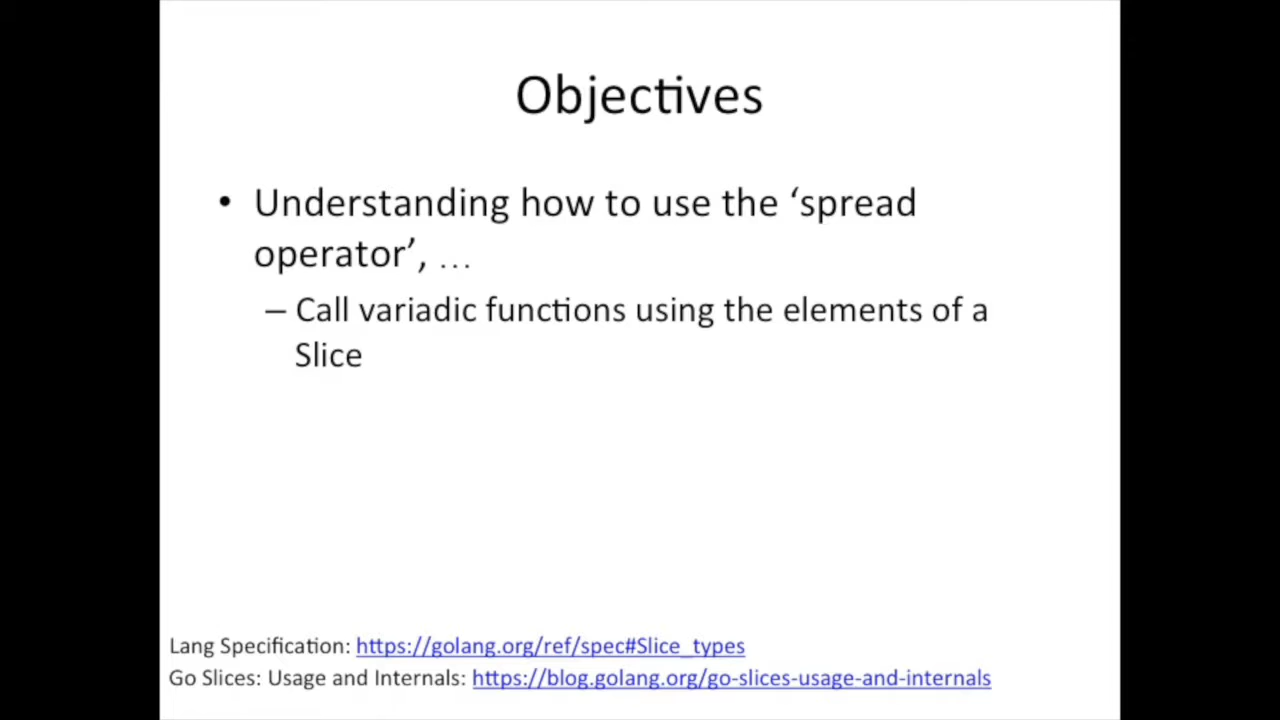 Objectives
• Understanding how to use the ‘spread
operator’, …
– Call variadic functions using the elements of a
Slice
Lang Specification: https://golang.org/ref/spec#Slice_types
Go Slices: Usage and Internals: https://blog.golang.org/go-slices-usage-and-internals